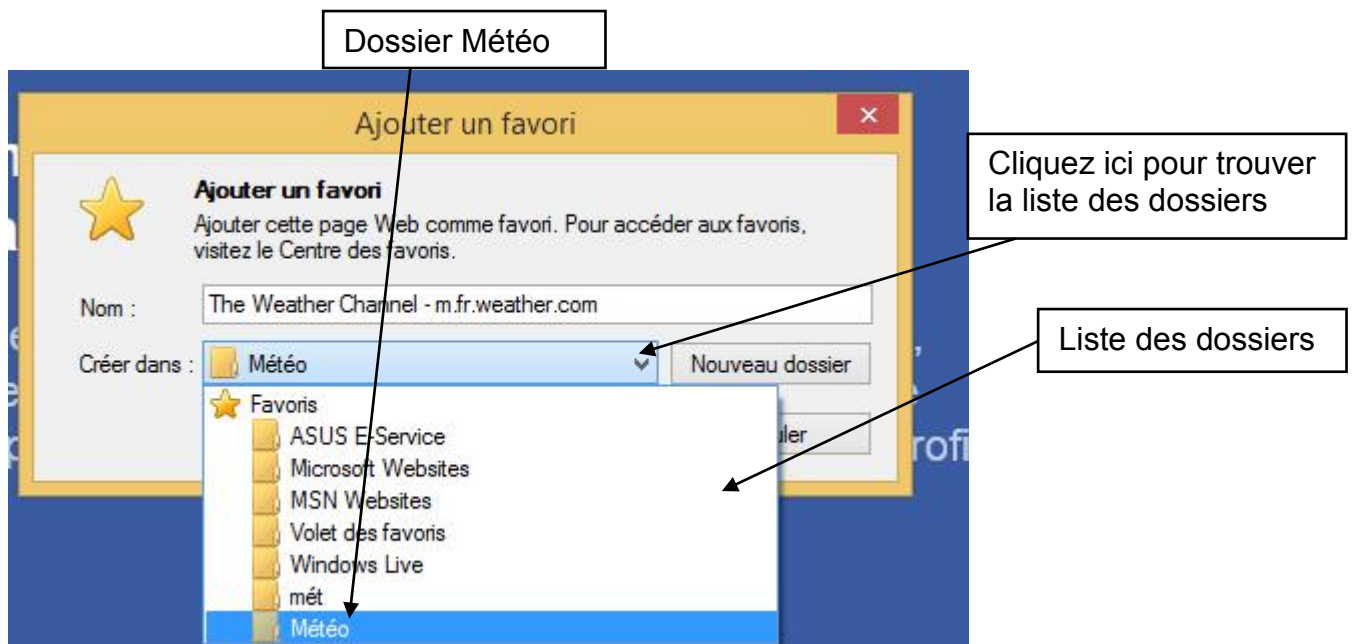 Dossier Météo
Ajouter un favori
Cliquez ici pour trouver
la liste des dossiers
Ajouter un favori
Ajouter cette page Web comme favori. Pour accéder aux favoris,
visitez le Centre des favoris.
Nom :
The Weather Channel - m.fr.weather.com
Liste des dossiers
Créer dans :
Météo
Nouveau dossier
Favoris
ASUS E-Service
uler
Microsoft Websites
rofi
MSN Websites
Volet des favoris
Windows Live
mét
Météo